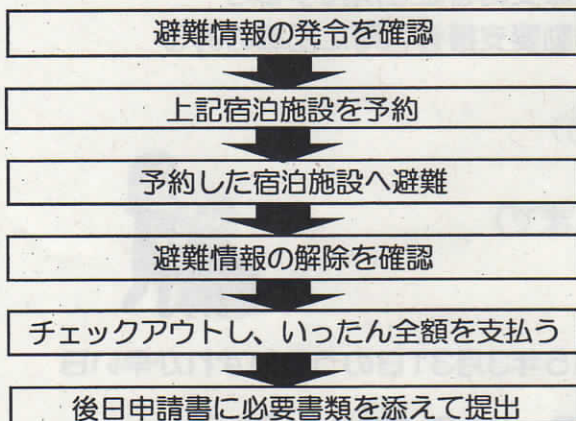 避難情報の発令を確認
上記宿泊施設を予約
予約した宿泊施設へ避難
避難情報の解除を確認
チェックアウトし、いったん全額を支払う
後日申請書に必要書類を添えて提出